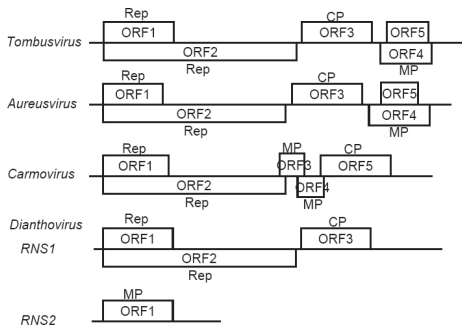 Rep CP
ORF1 ORF3 ORF5
Tombusvirus
ORF2 ORF4
Rep MP
Rep CP
ORF1 ORF3 ORF5
Aureusvirus
ORF2 ORF4
Rep MP
Rep MP CP
ORF1 ORF3 ORF5
Carmovirus
ORF2 ORF4
Rep MP
Dianthovirus Rep CP
RNS1 ORF1 ORF3
ORF2
Rep
MP
RNS2 ORF1